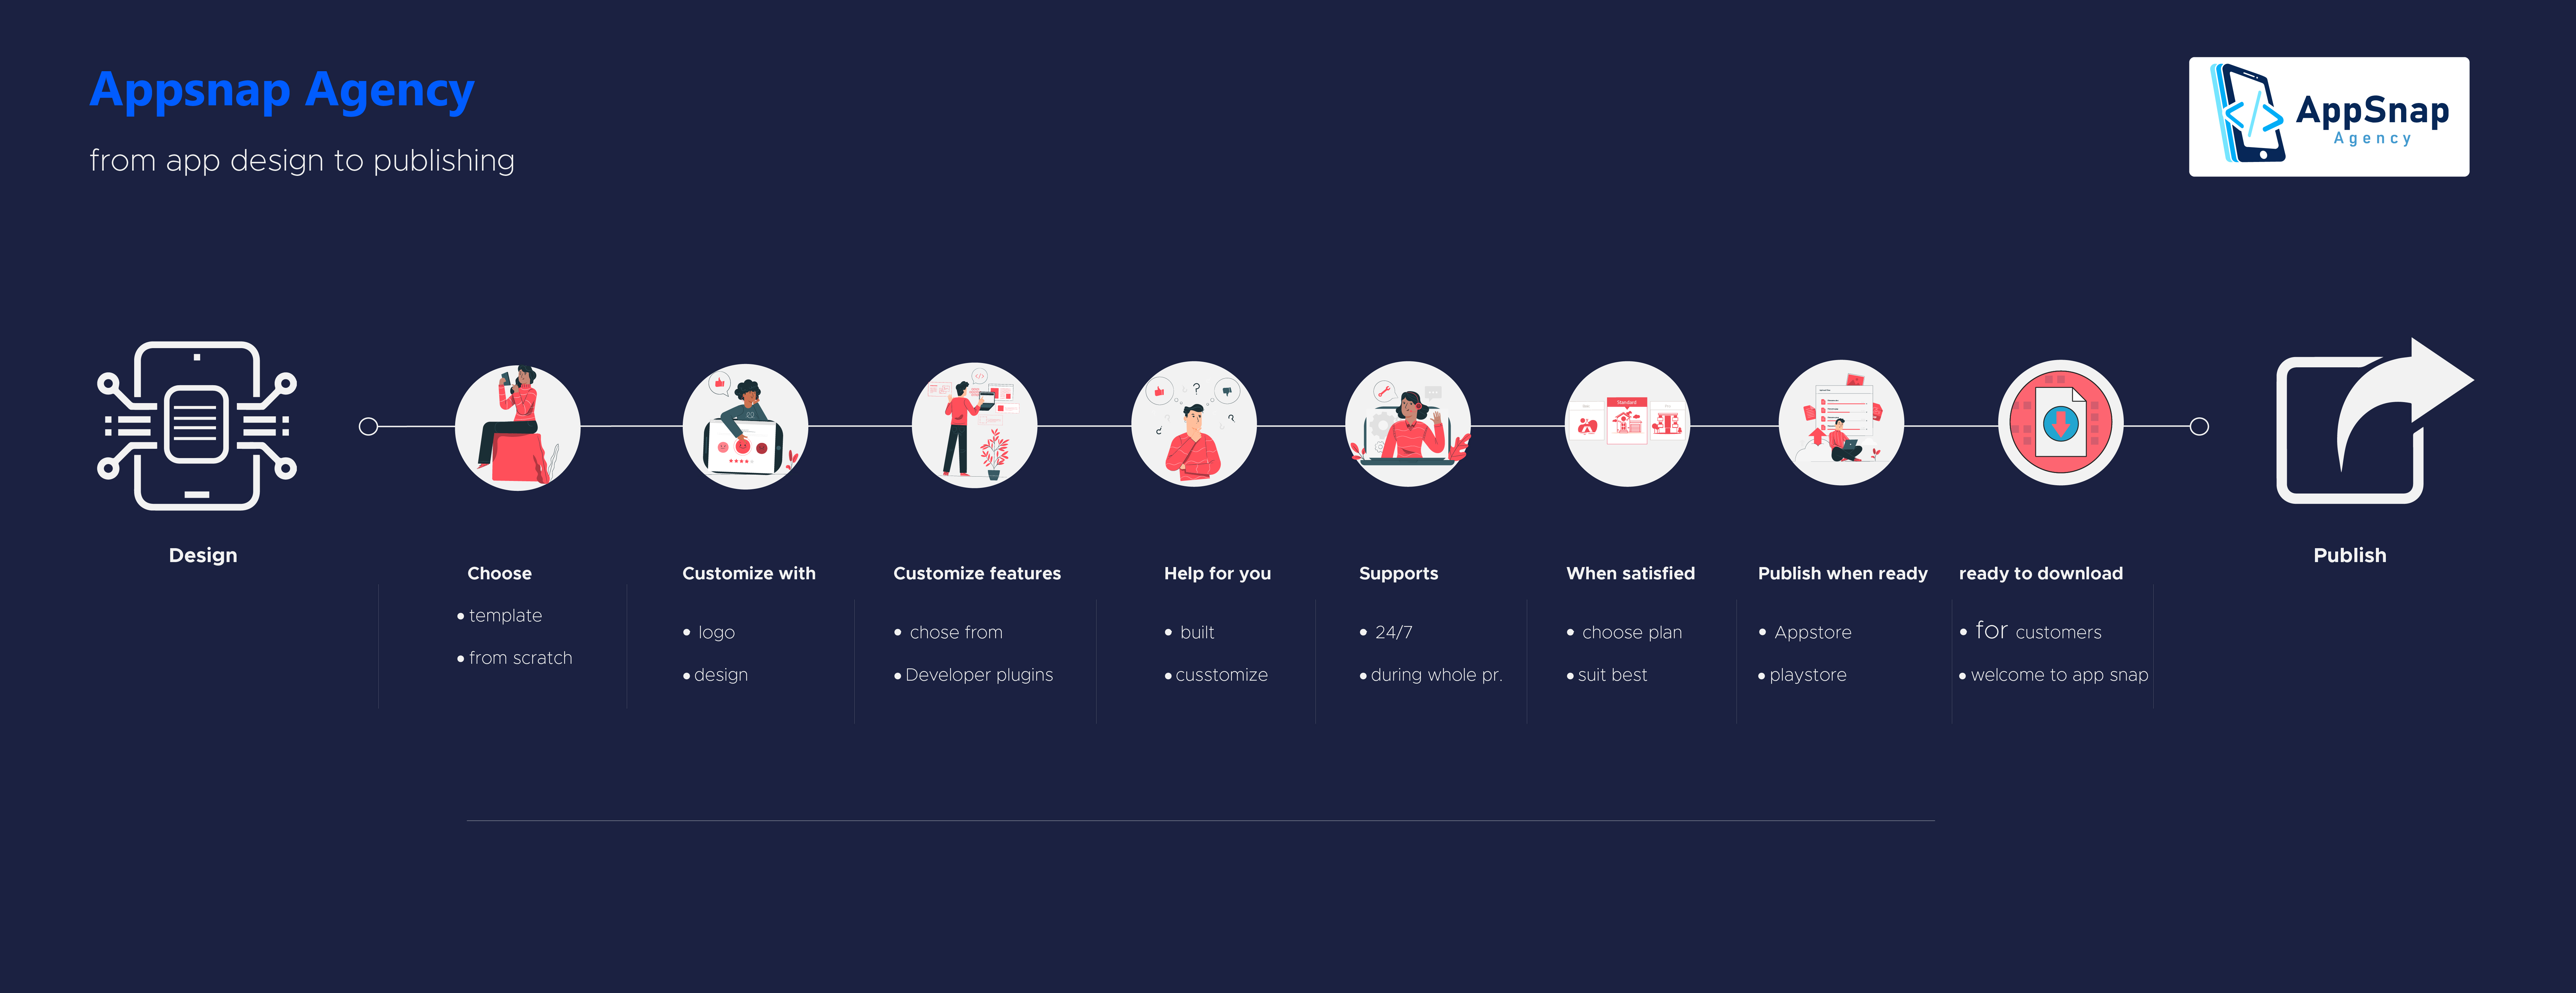 Appsnap Agency
from app design to publishing
AppSnap
Agency
Standard
Design
Publish
Choose
template
from scratch
Customize with
logo
design
Customize features
chose from
Developer plugins
Help for you
built
cusstomize
Supports
24/7
during whole pr.
When satisfied
choose plan
suit best
Publish when ready
Appstore
playstore
ready to download
for customers
welcome to app snap